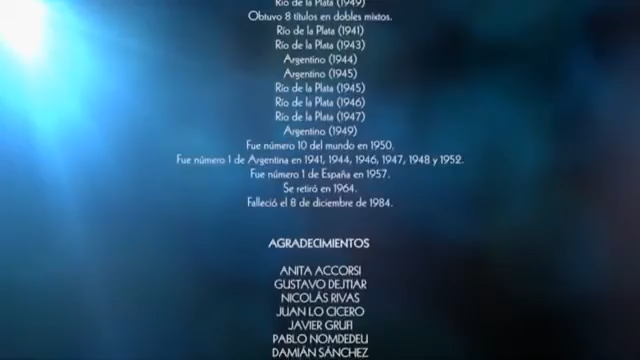 Río de la Plata (1949)
Obtuvo 8 títulos en dobles mixtos.
Río de la Plata (1941)
Río de la Plata (1943)
Argentino (1944)
Argentino (1945)
Río de la Plata (1945)
Río de la Plata (1946)
Río de la Plata (1947)
Argentino (1949)
Fue número 10 del mundo en 1950.
Fue número 1 de Argentina en 1941, 1944, 1946, 1947, 1948 y 1952.
Fue número 1 de España en 1957.
Se retiró en 1964.
Falleció el 8 de diciembre de 1984.
AGRADECIMIENTOS
ANITA ACCORSI
GUSTAVO DEJTIAR
NICOLÁS RIVAS
JUAN LO CICERO
JAVIER GRUFI
PABLO NOMDEDEU
DAMIÁN SÁNCHEZ